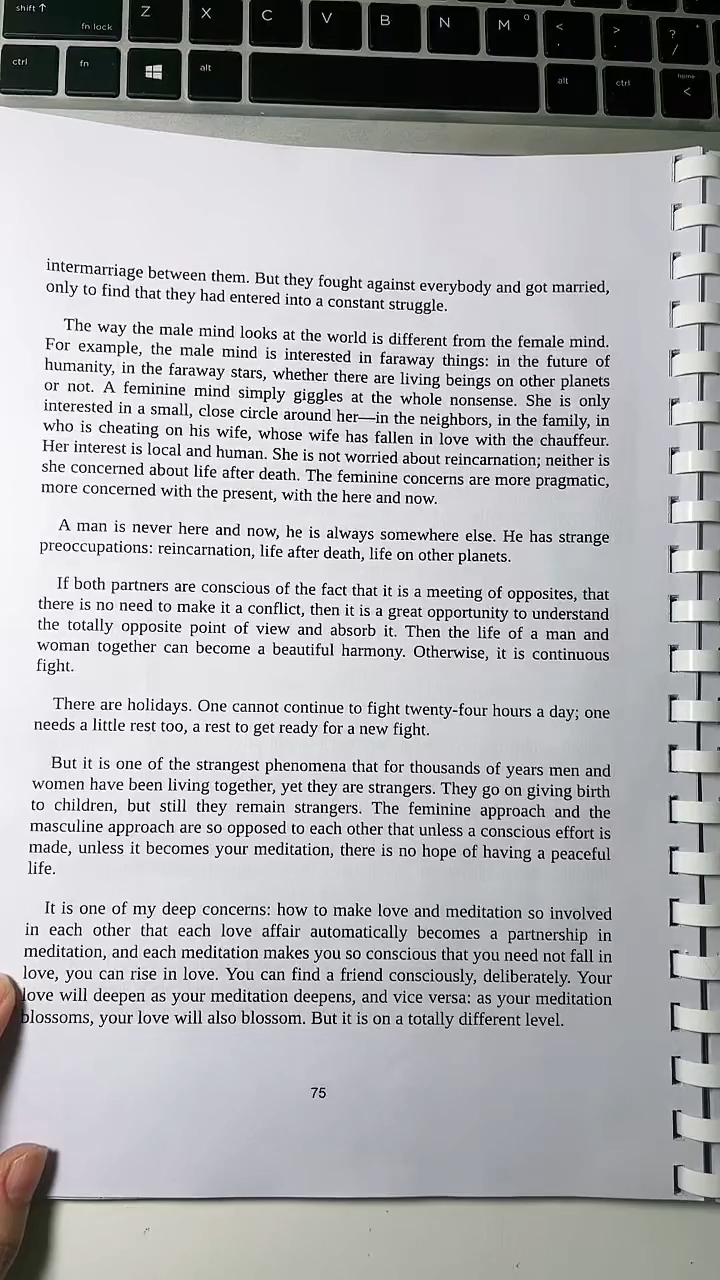 shift ↑
fn lock
Z
X
C
V
B
N
M
<
>
?
/
ctrl
fn
alt
alt
ctrl
home
<
intermarriage between them. But they fought against everybody and got married,
only to find that they had entered into a constant struggle.
The way the male mind looks at the world is different from the female mind.
For example, the male mind is interested in faraway things: in the future of
humanity, in the faraway stars, whether there are living beings on other planets
or not. A feminine mind simply giggles at the whole nonsense. She is only
interested in a small, close circle around her—in the neighbors, in the family, in
who is cheating on his wife, whose wife has fallen in love with the chauffeur.
Her interest is local and human. She is not worried about reincarnation; neither is
she concerned about life after death. The feminine concerns are more pragmatic,
more concerned with the present, with the here and now.
A man is never here and now, he is always somewhere else. He has strange
preoccupations: reincarnation, life after death, life on other planets.
If both partners are conscious of the fact that it is a meeting of opposites, that
there is no need to make it a conflict, then it is a great opportunity to understand
the totally opposite point of view and absorb it. Then the life of a man and
woman together can become a beautiful harmony. Otherwise, it is continuous
fight.
There are holidays. One cannot continue to fight twenty-four hours a day; one
needs a little rest too, a rest to get ready for a new fight.
But it is one of the strangest phenomena that for thousands of years men and
women have been living together, yet they are strangers. They go on giving birth
to children, but still they remain strangers. The feminine approach and the
masculine approach are so opposed to each other that unless a conscious effort is
made, unless it becomes your meditation, there is no hope of having a peaceful
life.
It is one of my deep concerns: how to make love and meditation so involved
in each other that each love affair automatically becomes a partnership in
meditation, and each meditation makes you so conscious that you need not fall in
love, you can rise in love. You can find a friend consciously, deliberately. Your
love will deepen as your meditation deepens, and vice versa: as your meditation
blossoms, your love will also blossom. But it is on a totally different level.
75